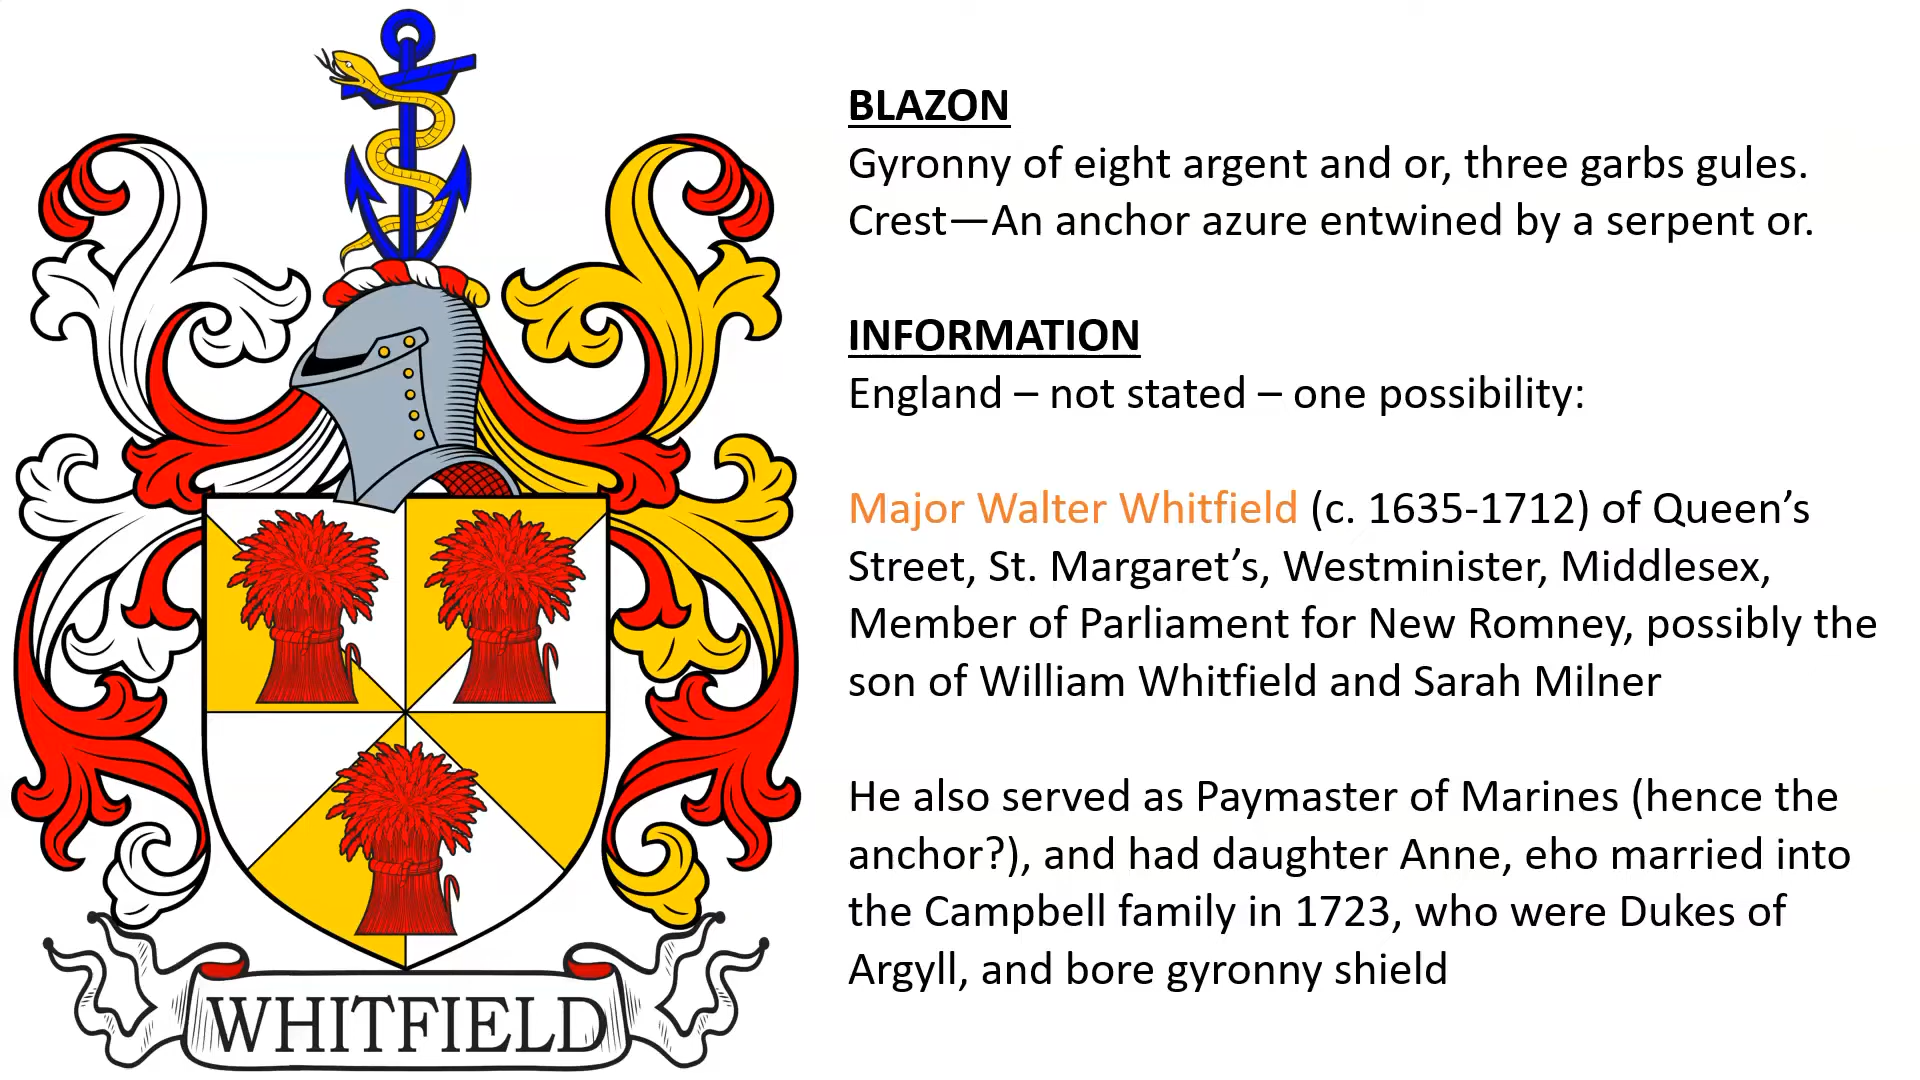 BLAZON
Gyronny of eight argent and or, three garbs gules.
Crest—An anchor azure entwined by a serpent or.
INFORMATION
England – not stated – one possibility:
Major Walter Whitfield (c. 1635-1712) of Queen’s
Street, St. Margaret’s, Westminister, Middlesex,
Member of Parliament for New Romney, possibly the
son of William Whitfield and Sarah Milner
He also served as Paymaster of Marines (hence the
anchor?), and had daughter Anne, eho married into
the Campbell family in 1723, who were Dukes of
Argyll, and bore gyronny shield
WHITFIELD